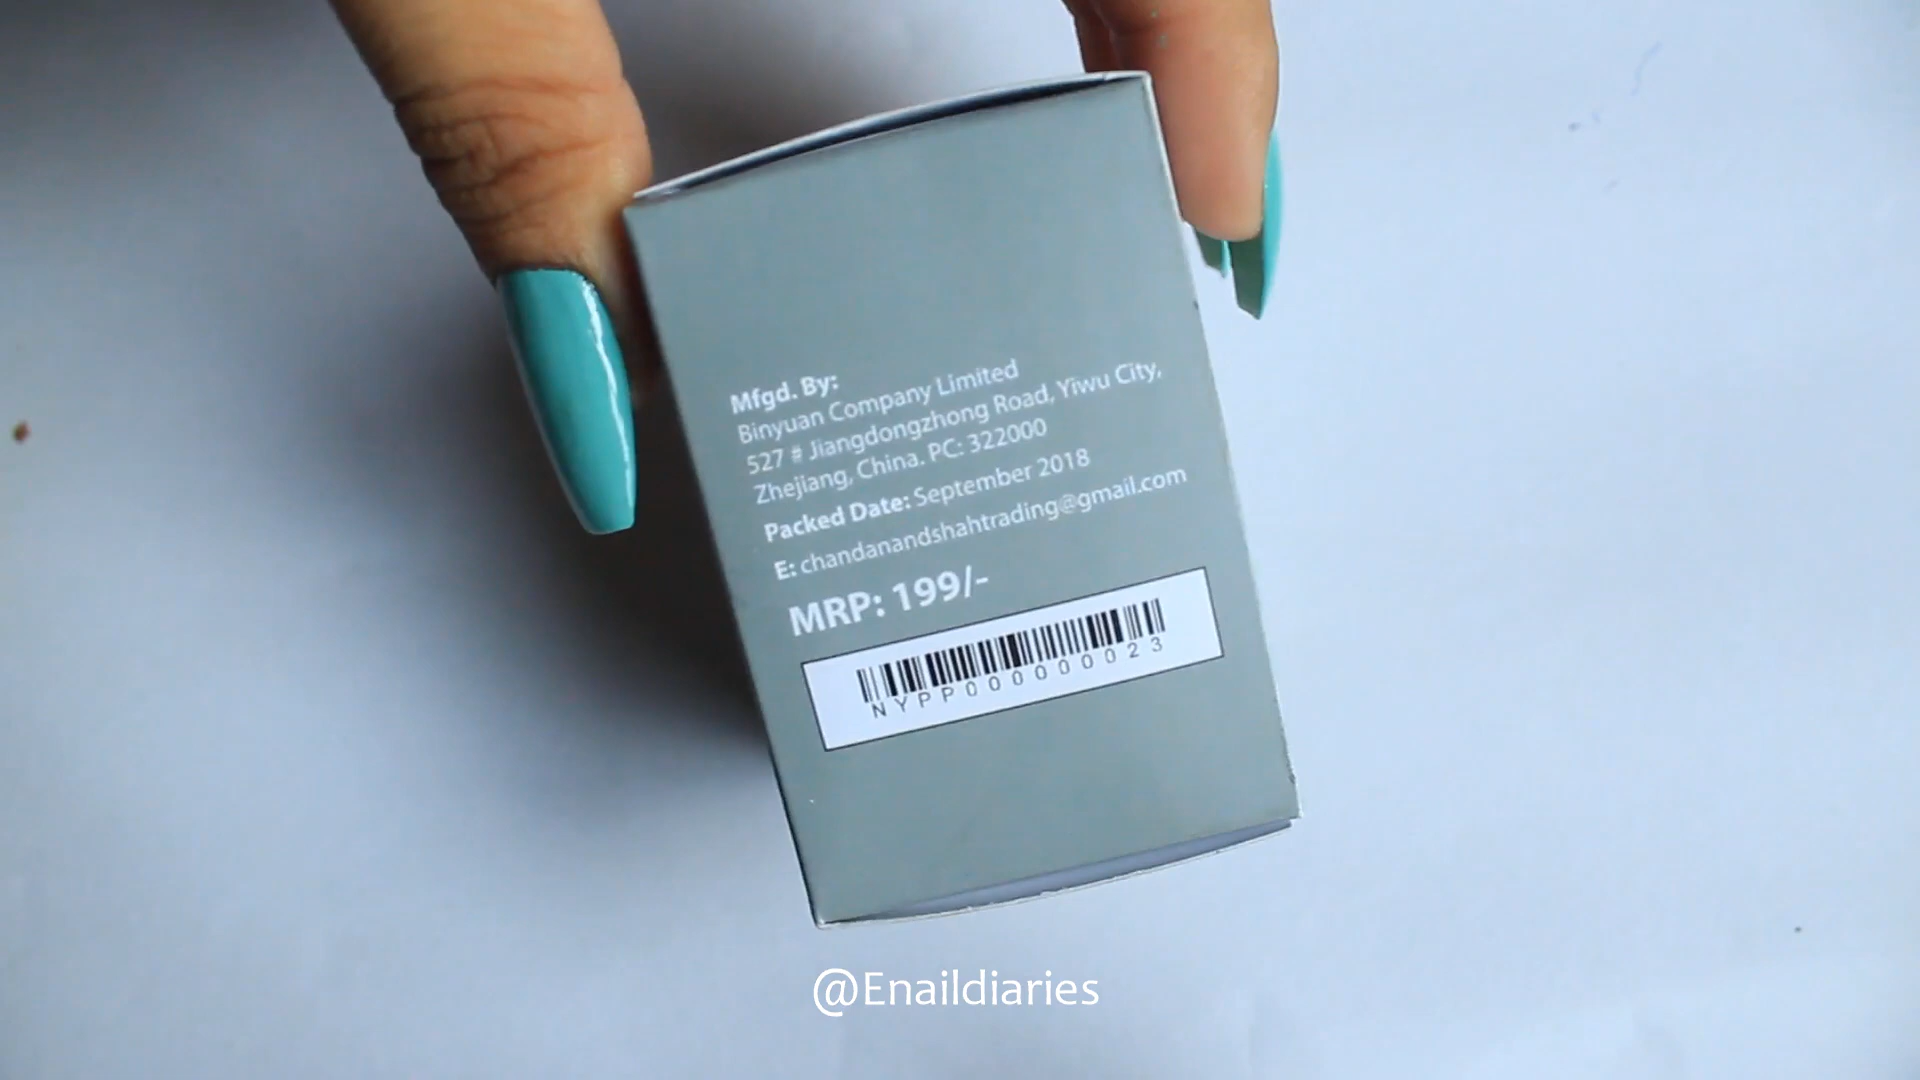 Mfgd. By:
Binyuan Company Limited
527 # Jiangdongzhong Road, Yiwu City,
Zhejiang, China. PC: 322000
Packed Date: September 2018
E: chandanandshahtrading@gmail.com
MRP: 199/-
NYPP000000023
@Enaildiaries